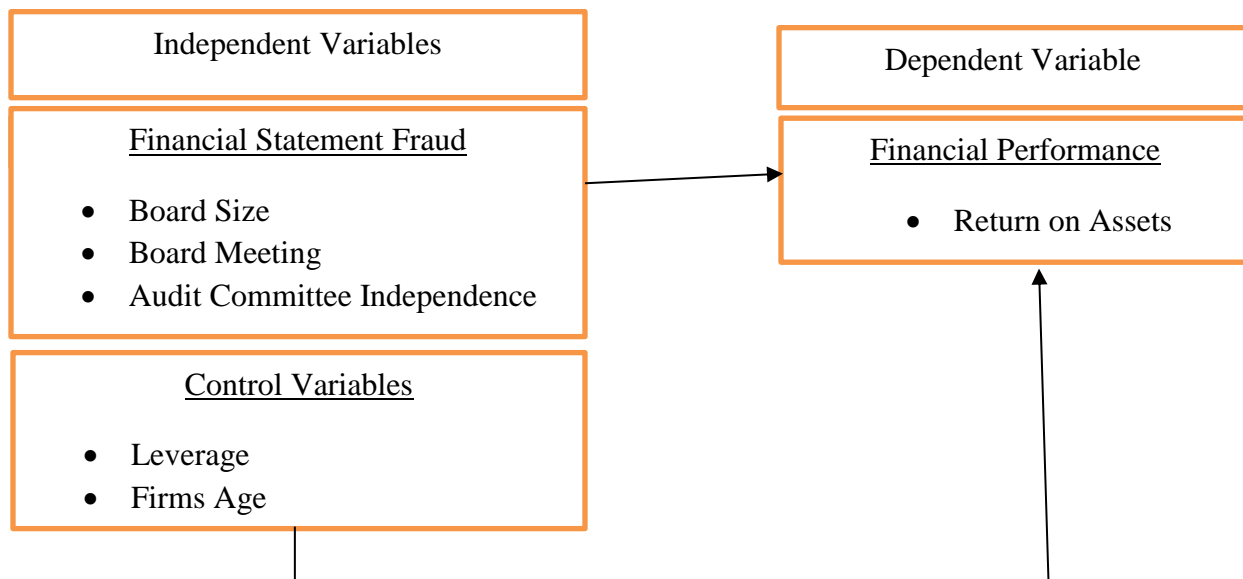 Independent Variables
Financial Statement Fraud
• Board Size
• Board Meeting
• Audit Committee Independence
Control Variables
• Leverage
• Firms Age
Dependent Variable
Financial Performance
• Return on Assets